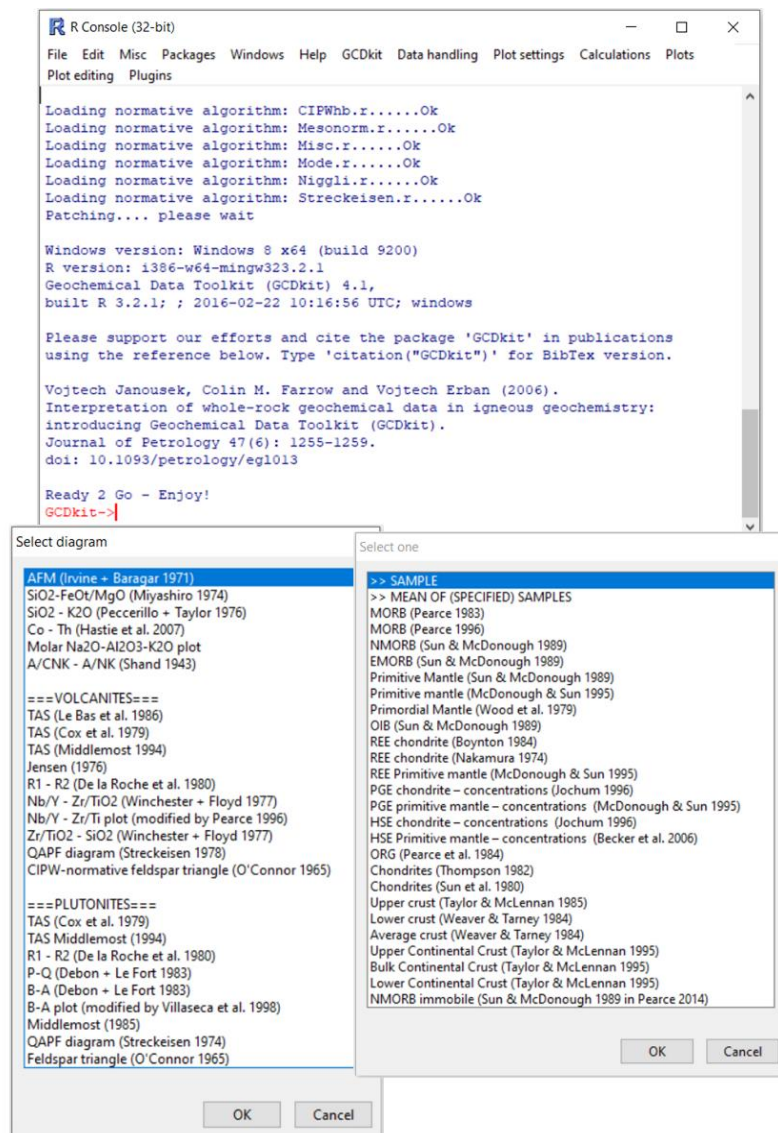 R Console (32-bit)
File Edit Misc Packages Windows Help GCDkit Data handling Plot settings Calculations Plots
Plot editing Plugins
Loading normative algorithm: CIPWhb.r......Ok
Loading normative algorithm: Mesonorm.r......Ok
Loading normative algorithm: Misc.r......Ok
Loading normative algorithm: Mode.r......Ok
Loading normative algorithm: Niggli.r......Ok
Loading normative algorithm: Streckeisen.r......Ok
Patching.... please wait
Windows version: Windows 8 x64 (build 9200)
R version: i386-w64-mingw323.2.1
Geochemical Data Toolkit (GCDkit) 4.1,
built R 3.2.1; ; 2016-02-22 10:16:56 UTC; windows
Please support our efforts and cite the package 'GCDkit' in publications
using the reference below. Type 'citation("GCDkit")' for BibTex version.
Vojtech Janousek, Colin M. Farrow and Vojtech Erban (2006).
Interpretation of whole-rock geochemical data in igneous geochemistry:
introducing Geochemical Data Toolkit (GCDkit).
Journal of Petrology 47(6): 1255-1259.
doi: 10.1093/petrology/egl013
Ready 2 Go - Enjoy!
GCDkit->
Select diagram
AFM (Irvine + Baragar 1971)
SiO2-FeOt/MgO (Miyashiro 1974)
SiO2 - K2O (Peccerillo + Taylor 1976)
Co - Th (Hastie et al. 2007)
Molar Na2O-Al2O3-K2O plot
A/CNK - A/NK (Shand 1943)
===VOLCANITES===
TAS (Le Bas et al. 1986)
TAS (Cox et al. 1979)
TAS (Middlemost 1994)
Jensen (1976)
R1 - R2 (De la Roche et al. 1980)
Nb/Y - Zr/TiO2 (Winchester + Floyd 1977)
Nb/Y - Zr/Ti plot (modified by Pearce 1996)
Zr/TiO2 - SiO2 (Winchester + Floyd 1977)
QAPF diagram (Streckeisen 1978)
CIPW-normative feldspar triangle (O'Connor 1965)
===PLUTONITES===
TAS (Cox et al. 1979)
TAS Middlemost (1994)
R1 - R2 (De la Roche et al. 1980)
P-Q (Debon + Le Fort 1983)
B-A (Debon + Le Fort 1983)
B-A plot (modified by Villaseca et al. 1998)
Middlemost (1985)
QAPF diagram (Streckeisen 1974)
Feldspar triangle (O'Connor 1965)
OK Cancel
Select one
>> SAMPLE
>> MEAN OF (SPECIFIED) SAMPLES
MORB (Pearce 1983)
MORB (Pearce 1996)
NMORB (Sun & McDonough 1989)
EMORB (Sun & McDonough 1989)
Primitive Mantle (Sun & McDonough 1989)
Primitive mantle (McDonough & Sun 1995)
Primordial Mantle (Wood et al. 1979)
OIB (Sun & McDonough 1989)
REE chondrite (Boynton 1984)
REE chondrite (Nakamura 1974)
REE Primitive mantle (McDonough & Sun 1995)
PGE chondrite – concentrations (Jochum 1996)
PGE primitive mantle – concentrations (McDonough & Sun 1995)
HSE chondrite – concentrations (Jochum 1996)
HSE Primitive mantle – concentrations (Becker et al. 2006)
ORG (Pearce et al. 1984)
Chondrites (Thompson 1982)
Chondrites (Sun et al. 1980)
Upper crust (Taylor & McLennan 1985)
Lower crust (Weaver & Tarney 1984)
Average crust (Weaver & Tarney 1984)
Upper Continental Crust (Taylor & McLennan 1995)
Bulk Continental Crust (Taylor & McLennan 1995)
Lower Continental Crust (Taylor & McLennan 1995)
NMORB immobile (Sun & McDonough 1989 in Pearce 2014)
OK Cancel